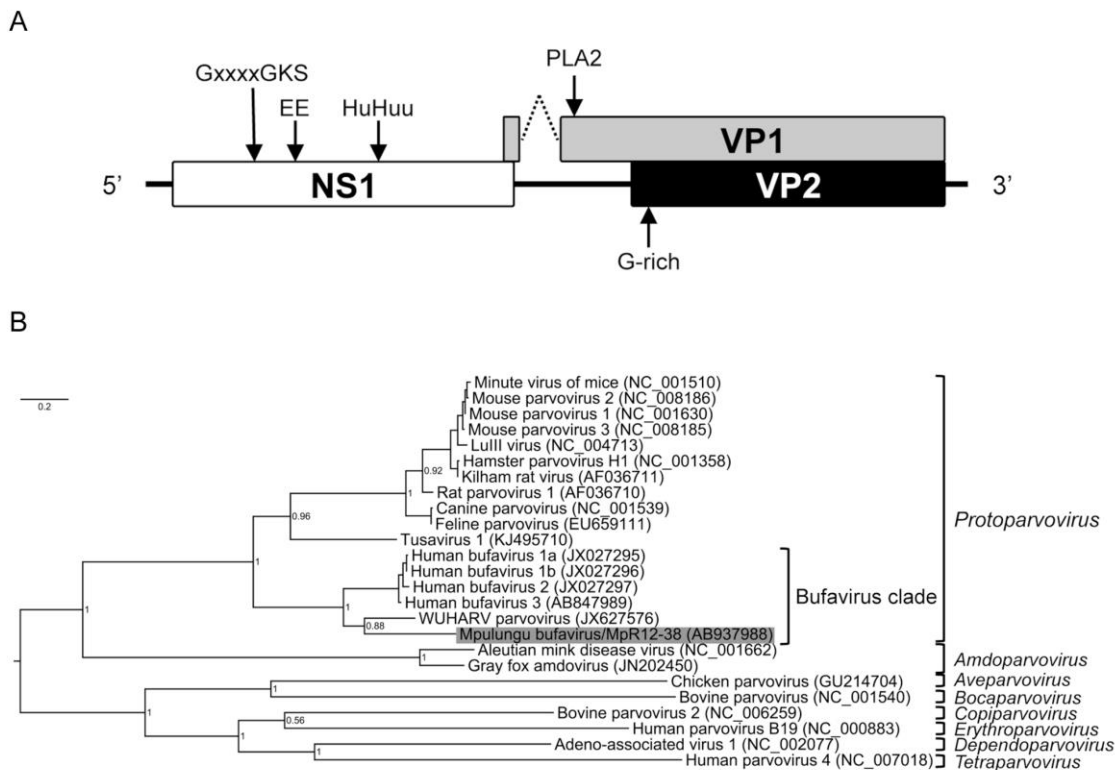 A
GxxxxGKS
EE
HuHuu
PLA2
VP1
5’
NS1
VP2
3’
G-rich
B
0.2
Minute virus of mice (NC_001510)
Mouse parvovirus 2 (NC_008186)
Mouse parvovirus 1 (NC_001630)
Mouse parvovirus 3 (NC_008185)
LuIII virus (NC_004713)
0.92
Hamster parvovirus H1 (NC_001358)
Kilham rat virus (AF036711)
1
Rat parvovirus 1 (AF036710)
Canine parvovirus (NC_001539)
Feline parvovirus (EU659111)
0.96
Tusavirus 1 (KJ495710)
1
Human bufavirus 1a (JX027295)
Human bufavirus 1b (JX027296)
Human bufavirus 2 (JX027297)
1
Human bufavirus 3 (AB847989)
WUHARV parvovirus (JX627576)
0.88
Mpulungu bufavirus/MpR12-38 (AB937988)
1
Aleutian mink disease virus (NC_001662)
1
Gray fox amdovirus (JN202450)
Chicken parvovirus (GU214704)
1
Bovine parvovirus (NC_001540)
1
Bovine parvovirus 2 (NC_006259)
0.56
Human parvovirus B19 (NC_000883)
1
Adeno-associated virus 1 (NC_002077)
1
Human parvovirus 4 (NC_007018)
Bufavirus clade
Protoparvovirus
Amdoparvovirus
Aveparvovirus
Bocaparvovirus
Copiparvovirus
Erythroparvovirus
Dependoparvovirus
Tetraparvovirus